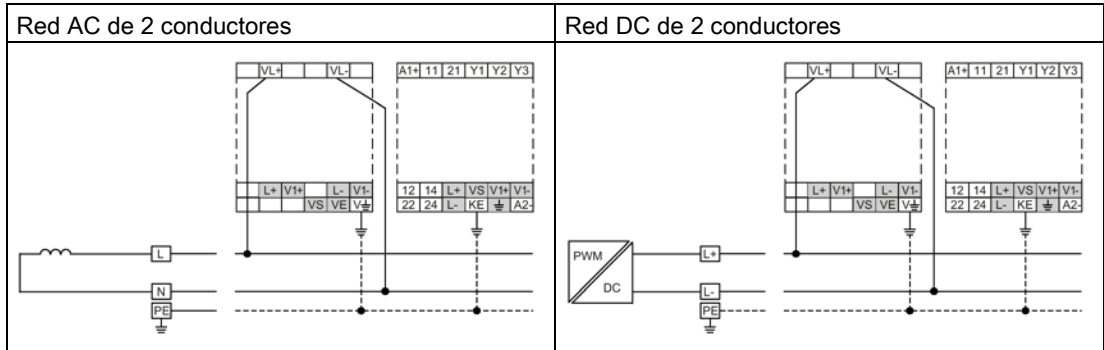 Red AC de 2 conductores
VL+ VL-
A1+ 11 21 Y1 Y2 Y3
L+ V1+ L- V1-
VS VE V⏚
12 14 L+ VS V1+ V1-
22 24 L- KE ⏚ A2-
L
N
PE
Red DC de 2 conductores
VL+ VL-
A1+ 11 21 Y1 Y2 Y3
L+ V1+ L- V1-
VS VE V⏚
12 14 L+ VS V1+ V1-
22 24 L- KE ⏚ A2-
PWM
DC
L+
L-
PE